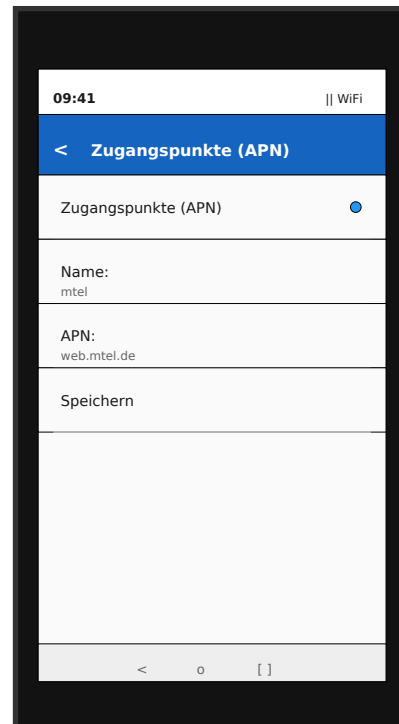 09:41 || WiFi
< Zugangspunkte (APN)
Zugangspunkte (APN)
Name:
mtel
APN:
web.mtel.de
Speichern
< o [ ]